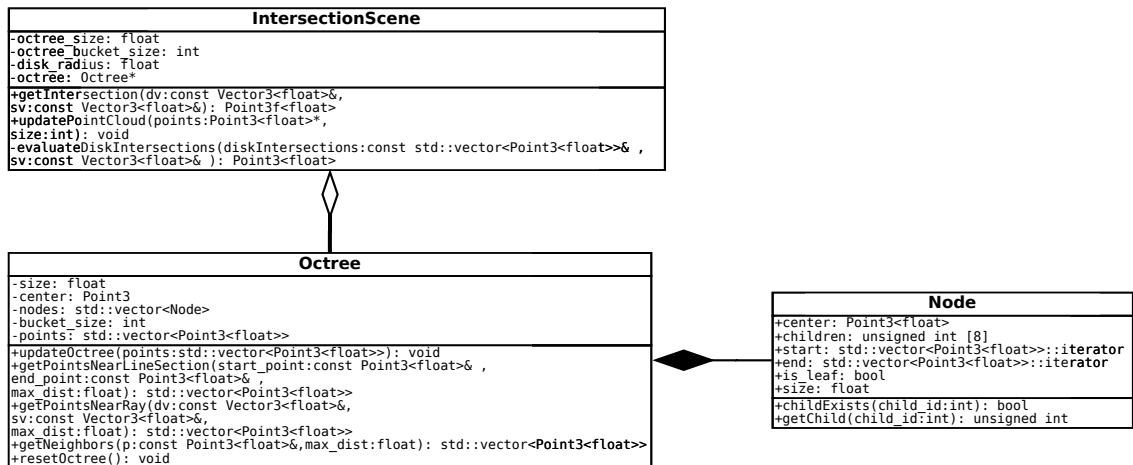 IntersectionScene
-octree_size: float
-octree_bucket_size: int
-disk_radius: float
-octree: Octree*
+getIntersection(dv:const Vector3<float>&,
sv:const Vector3<float>&): Point3f<float>
+updatePointCloud(points:Point3<float>*,
size:int): void
-evaluateDiskIntersections(diskIntersections:const std::vector<Point3<float>>& ,
sv:const Vector3<float>& ): Point3<float>
Octree
-size: float
-center: Point3
-nodes: std::vector<Node>
-bucket_size: int
-points: std::vector<Point3<float>>
+updateOctree(points:std::vector<Point3<float>>): void
+getPointsNearLineSection(start_point:const Point3<float>& ,
end_point:const Point3<float>& ,
max_dist:float): std::vector<Point3<float>>
+getPointsNearRay(dv:const Vector3<float>&,
sv:const Vector3<float>&,
max_dist:float): std::vector<Point3<float>>
+getNeighbors(p:const Point3<float>&,max_dist:float): std::vector<Point3<float>>
+resetOctree(): void
Node
+center: Point3<float>
+children: unsigned int [8]
+start: std::vector<Point3<float>>::iterator
+end: std::vector<Point3<float>>::iterator
+is_leaf: bool
+size: float
+childExists(child_id:int): bool
+getChild(child_id:int): unsigned int